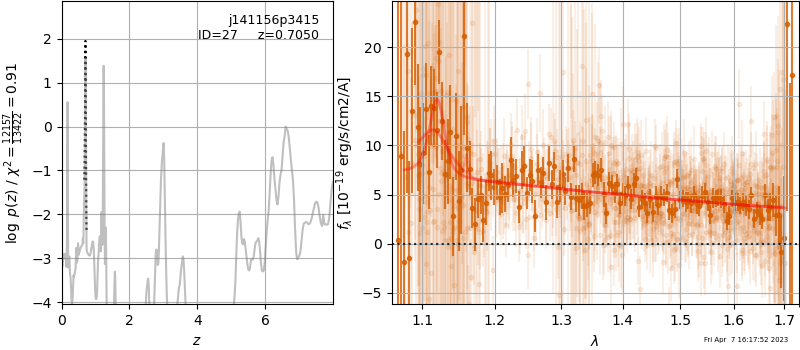 j141156p3415
ID=27 z=0.7050
log p(z) / χ² = 12157/13422 = 0.91
2
1
0
−1
−2
−3
−4
0 2 4 6
z
fλ [10⁻¹⁹ erg/s/cm2/A]
20
15
10
5
0
−5
1.1 1.2 1.3 1.4 1.5 1.6 1.7
λ
Fri Apr 7 16:17:52 2023